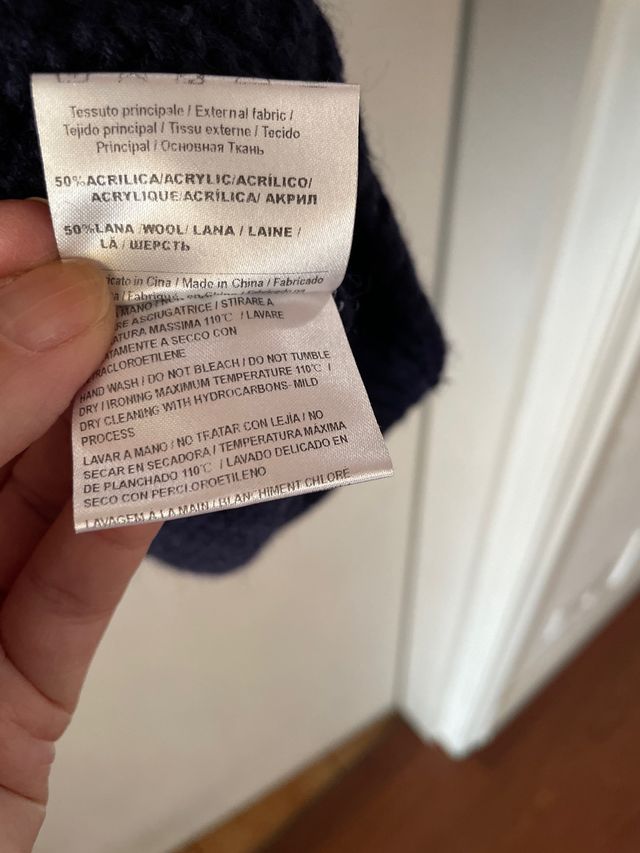 Tessuto principale / External fabric /
Tejido principal / Tissu externe / Tecido
Principal / Основная Ткань
50%ACRILICA/ACRYLIC/ACRÍLICO/
ACRYLIQUE/ACRÍLICA/ АКРИЛ
50%LANA /WOOL/ LANA / LAINE /
LÃ / ШЕРСТЬ
in Cina / Made in China / Fabricado
MANO /
ASCIUGATRICE / STIRARE A
MASSIMA 110℃ / LAVARE
A SECCO CON
HAND WASH / DO NOT BLEACH / DO NOT TUMBLE
DRY / IRONING MAXIMUM TEMPERATURE 110℃ /
DRY CLEANING WITH HYDROCARBONS- MILD
PROCESS
LAVAR A MANO / NO TRATAR CON LEJÍA / NO
SECAR EN SECADORA / TEMPERATURA MÁXIMA
DE PLANCHADO 110℃ / LAVADO DELICADO EN
SECO CON PERCLOROETILENO
LAVAGEM A LA MAIN / BLANCHIMENT CHLORÉ